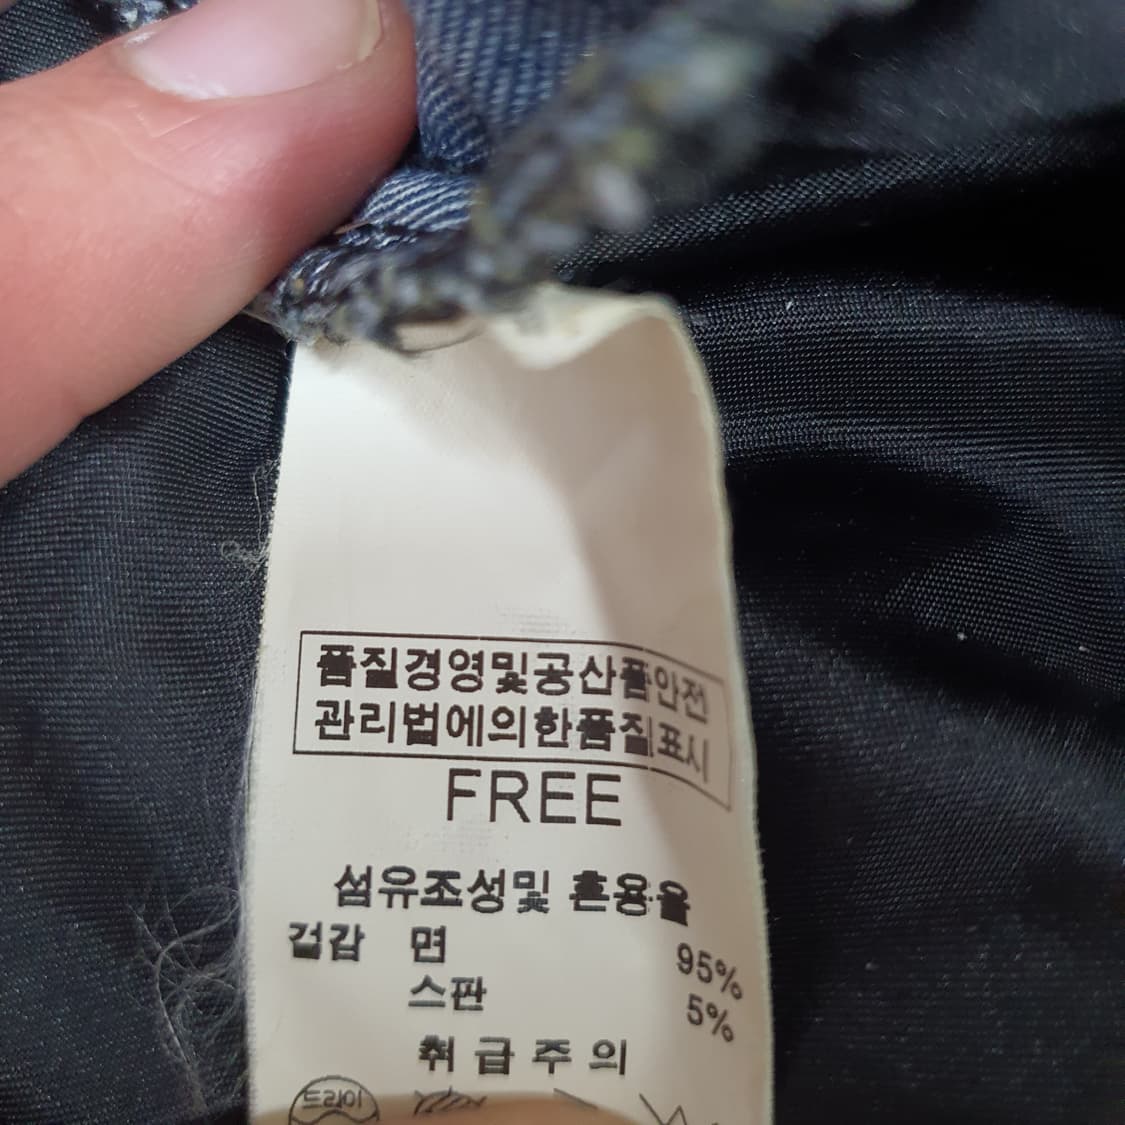 품질경영및공산품안전
관리법에의한품질표시
FREE
섬유조성및 혼용율
겉감 면 95%
스판 5%
취급주의
드라이